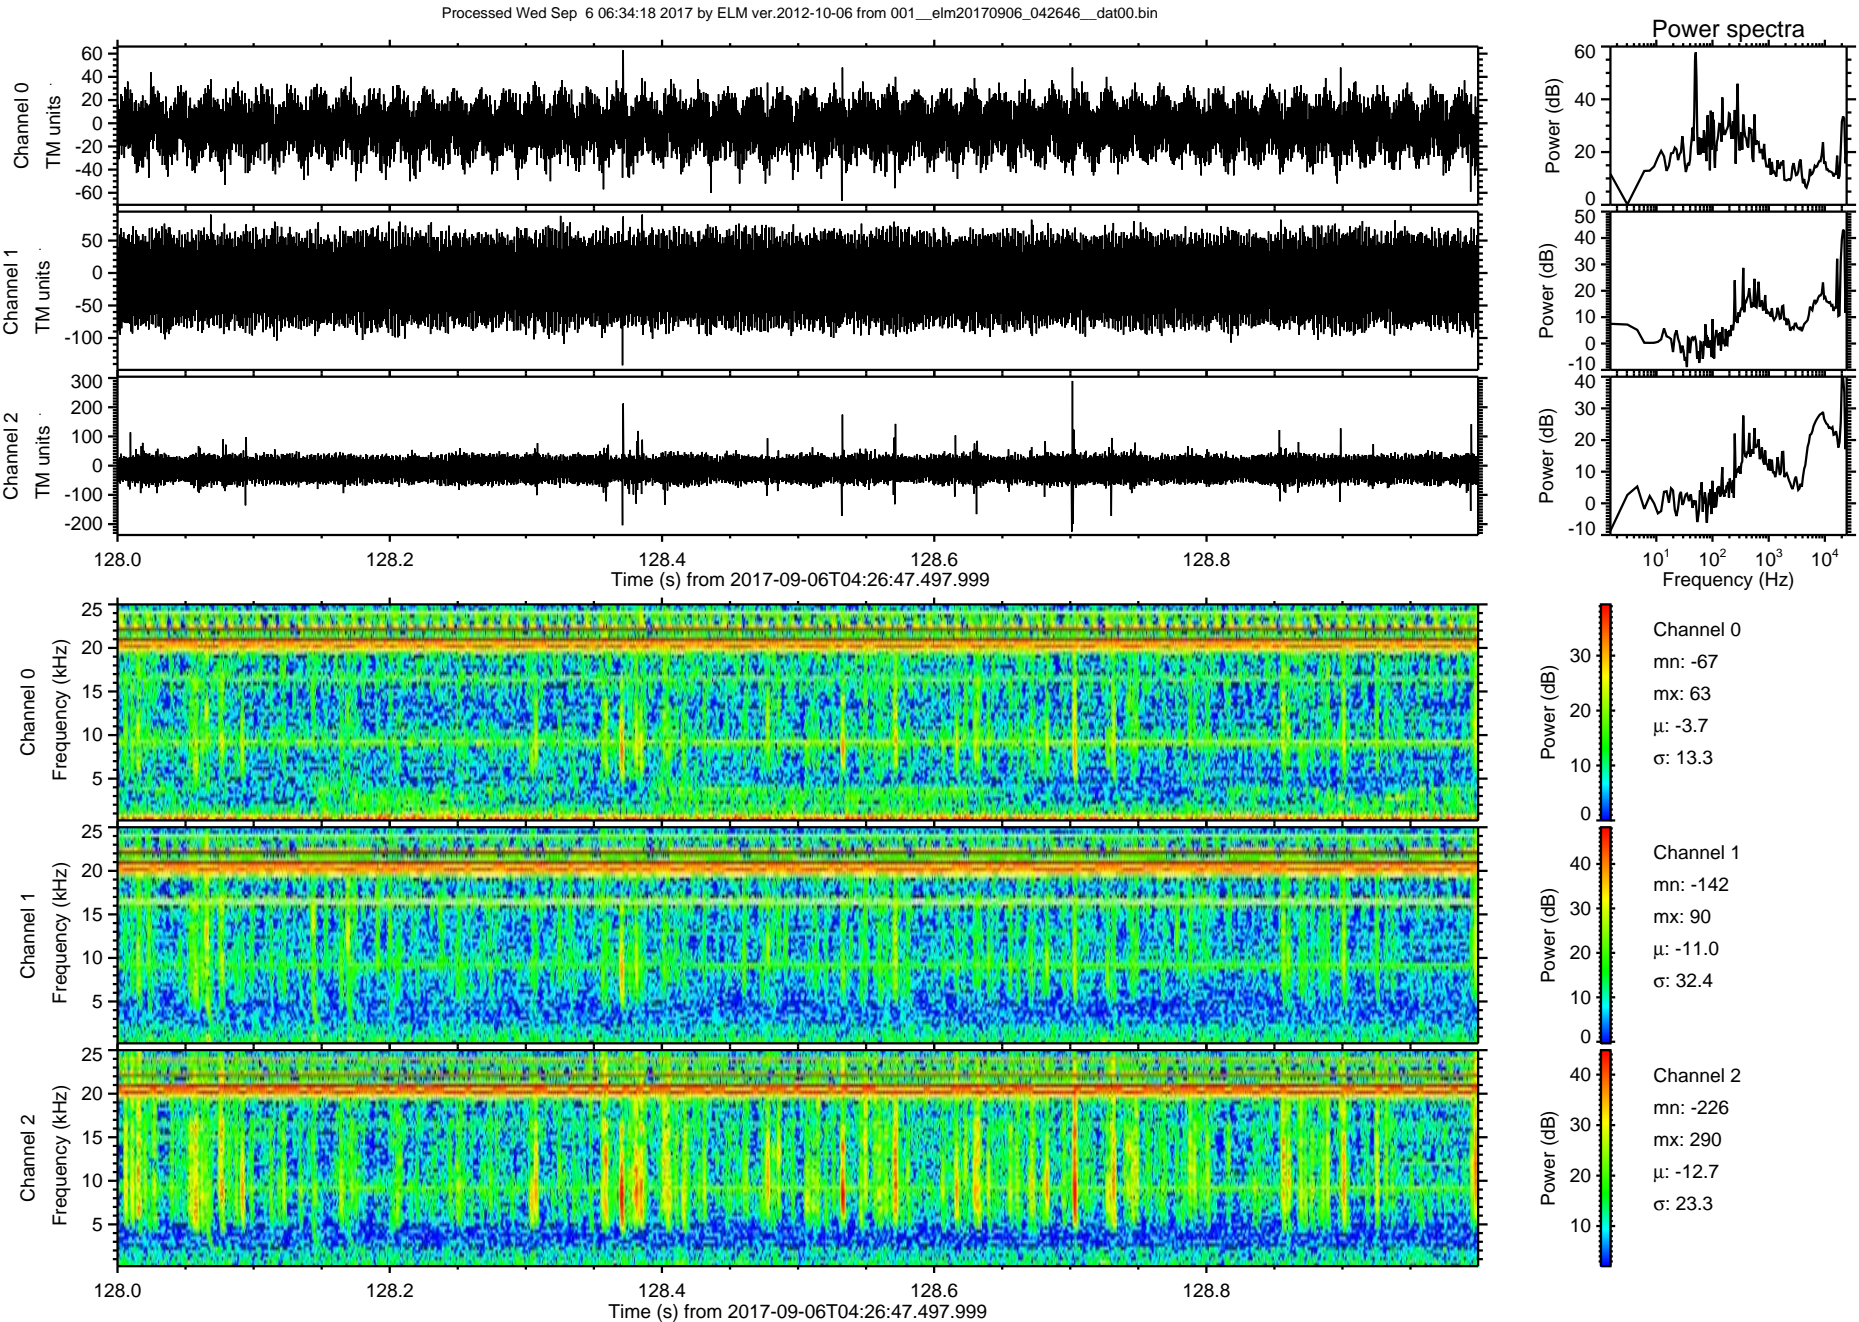 Processed Wed Sep  6 06:34:18 2017 by ELM ver.2012-10-06 from 001__elm20170906_042646__dat00.bin
Power spectra
Channel 0
TM units
60
40
20
0
-20
-40
-60
Power (dB)
60
40
20
0
Channel 1
TM units
50
0
-50
-100
Power (dB)
50
40
30
20
10
0
-10
Channel 2
TM units
300
200
100
0
-100
-200
Power (dB)
40
30
20
10
0
-10
128.0 128.2 128.4 128.6 128.8
Time (s) from 2017-09-06T04:26:47.497.999
10^1 10^2 10^3 10^4
Frequency (Hz)
Channel 0
Frequency (kHz)
25
20
15
10
5
Power (dB)
30
20
10
0
Channel 0
mn: -67
mx: 63
μ: -3.7
σ: 13.3
Channel 1
Frequency (kHz)
25
20
15
10
5
Power (dB)
40
30
20
10
0
Channel 1
mn: -142
mx: 90
μ: -11.0
σ: 32.4
Channel 2
Frequency (kHz)
25
20
15
10
5
Power (dB)
40
30
20
10
Channel 2
mn: -226
mx: 290
μ: -12.7
σ: 23.3
128.0 128.2 128.4 128.6 128.8
Time (s) from 2017-09-06T04:26:47.497.999